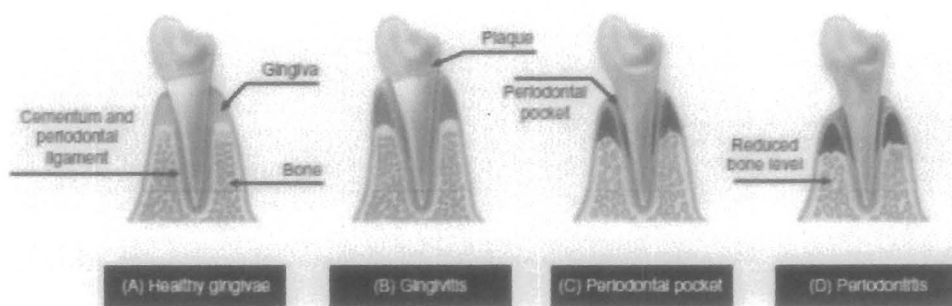 Plaque
Gingiva
Periodontal
pocket
Cementum and
periodontal
ligament
Reduced
bone level
Bone
(A) Healthy gingivae
(B) Gingivitis
(C) Periodontal pocket
(D) Periodontitis